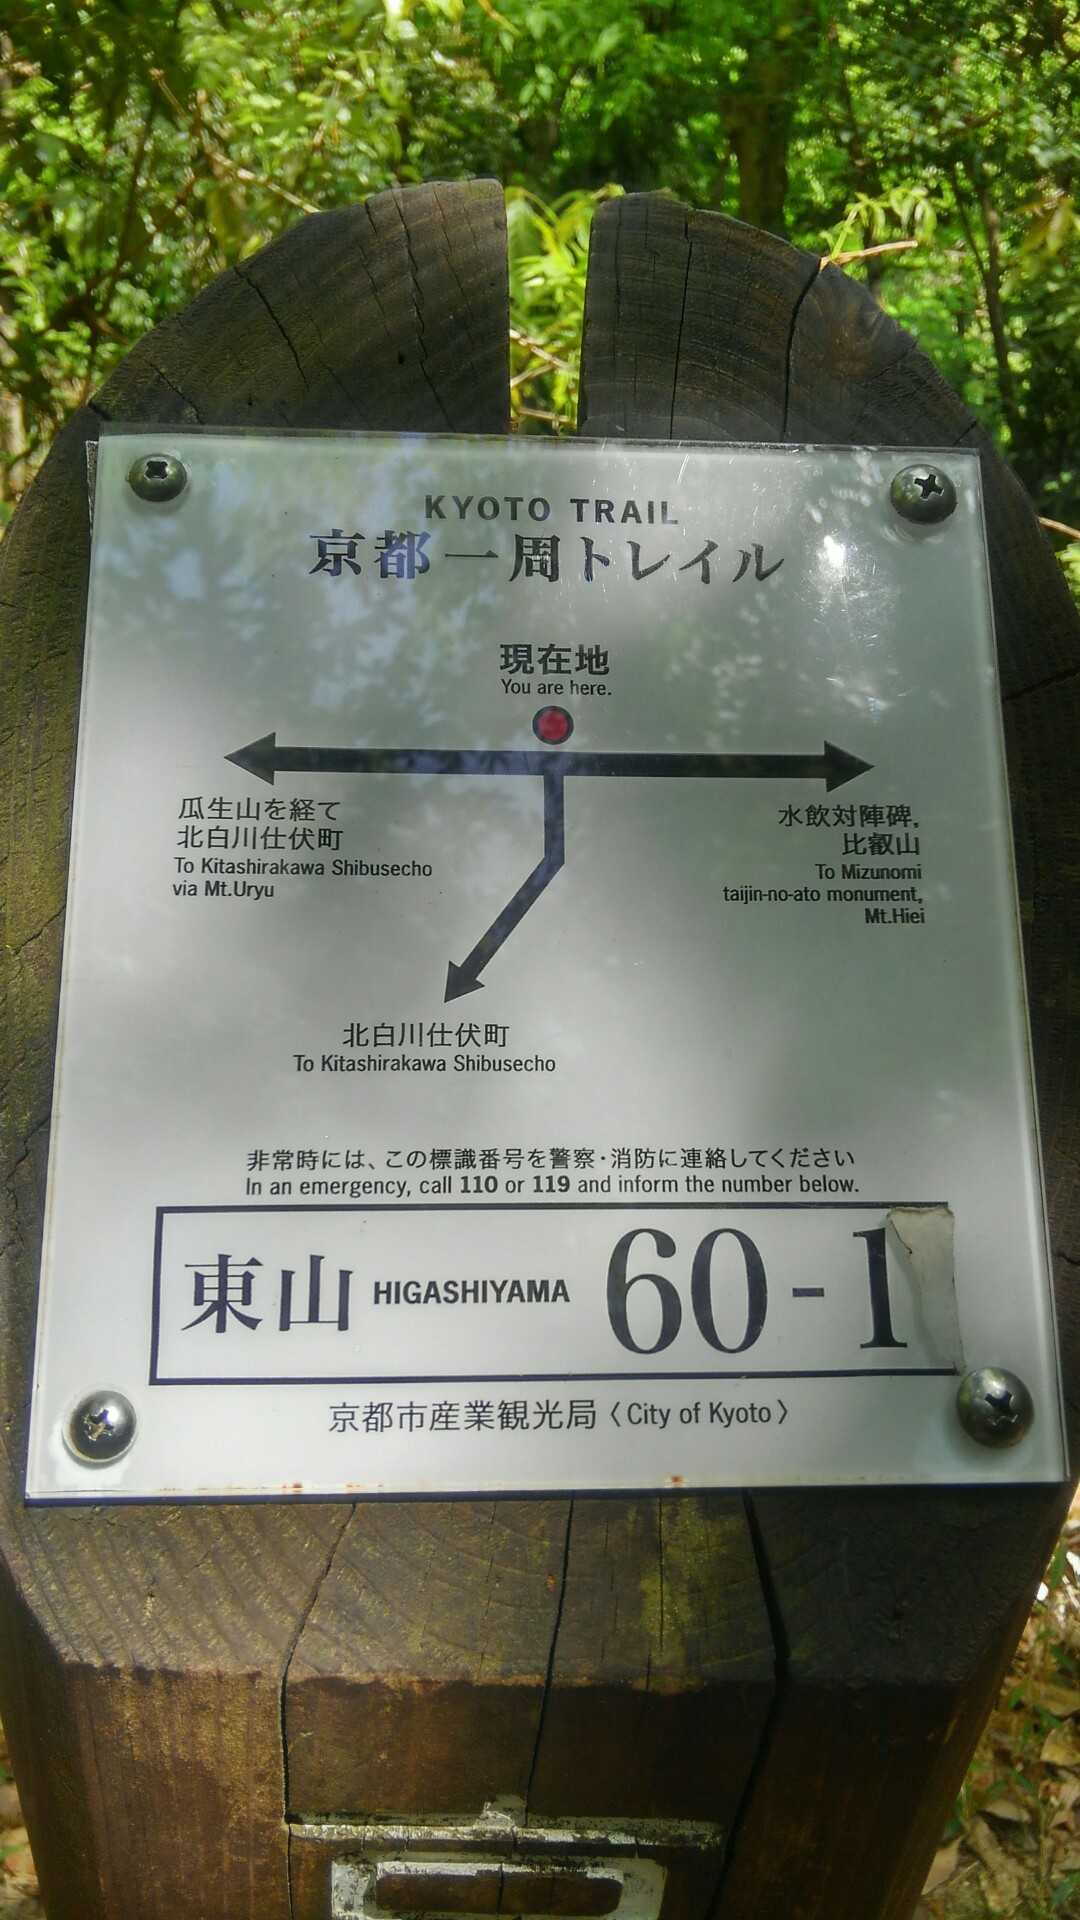 KYOTO TRAIL
京都一周トレイル
現在地
You are here.
瓜生山を経て
北白川仕伏町
To Kitashirakawa Shibusecho
via Mt.Uryu
水飲対陣碑,
比叡山
To Mizunomi
taijin-no-ato monument,
Mt.Hiei
北白川仕伏町
To Kitashirakawa Shibusecho
非常時には、この標識番号を警察・消防に連絡してください
In an emergency, call 110 or 119 and inform the number below.
東山 HIGASHIYAMA 60-1
京都市産業観光局〈City of Kyoto〉